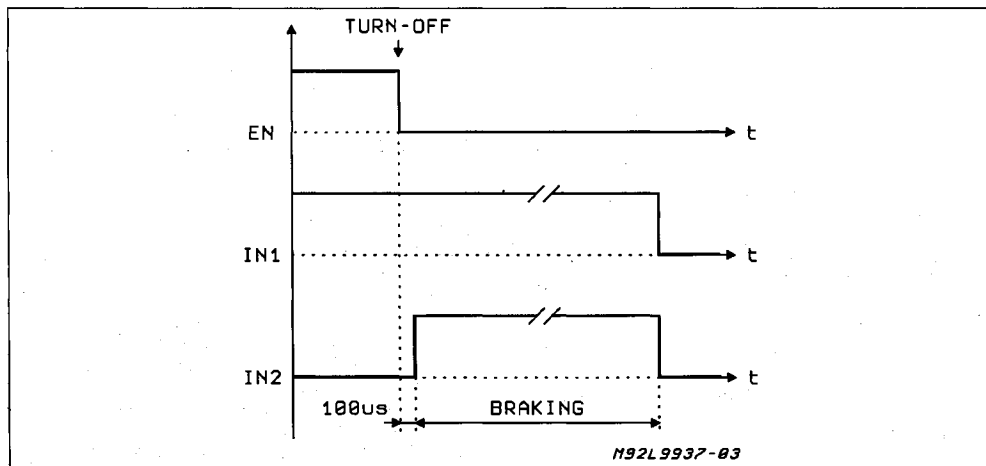 TURN-OFF
EN
t
IN1
t
IN2
t
100us
BRAKING
M92L9937-03